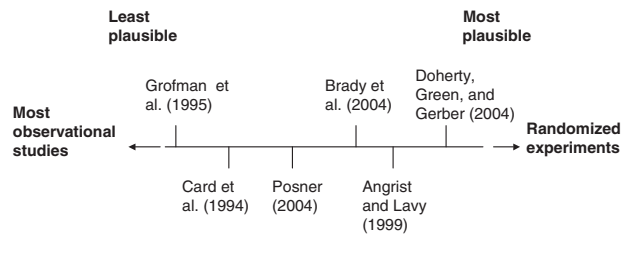 Least
plausible
Most
plausible
Grofman et
al. (1995)
Brady et
al. (2004)
Doherty,
Green, and
Gerber (2004)
Most
observational
studies
Randomized
experiments
Card et
al. (1994)
Posner
(2004)
Angrist
and Lavy
(1999)